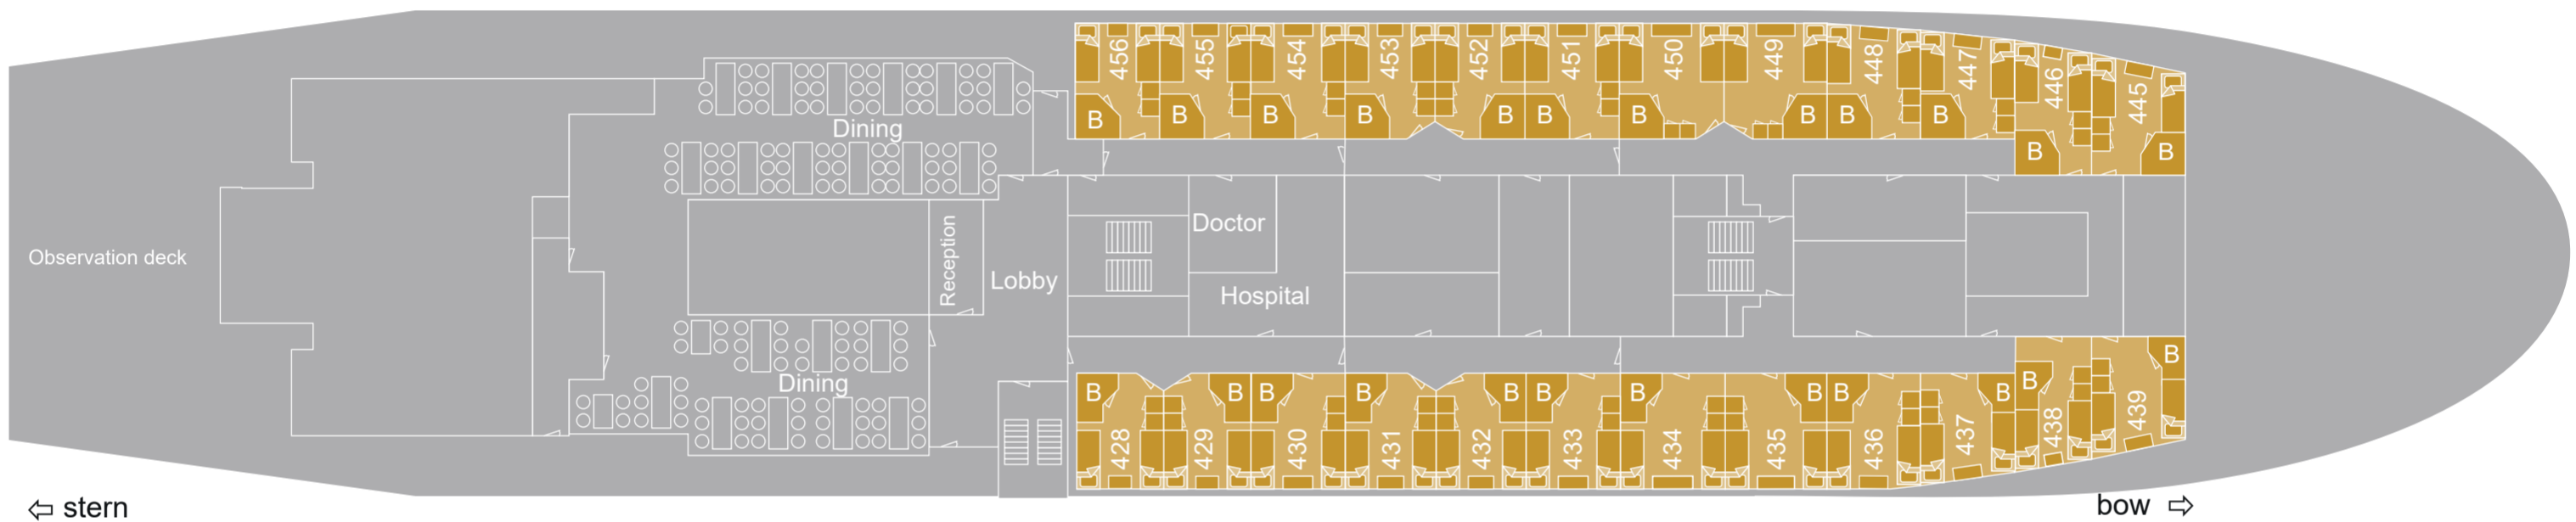 456 455 454 453 452 451 450 449 448 447 446 445
B B B B B B B B B B B B
Dining
Doctor
Observation deck
Reception
Lobby
Hospital
Dining
B B B B B B B B B B B B
428 429 430 431 432 433 434 435 436 437 438 439
stern
bow